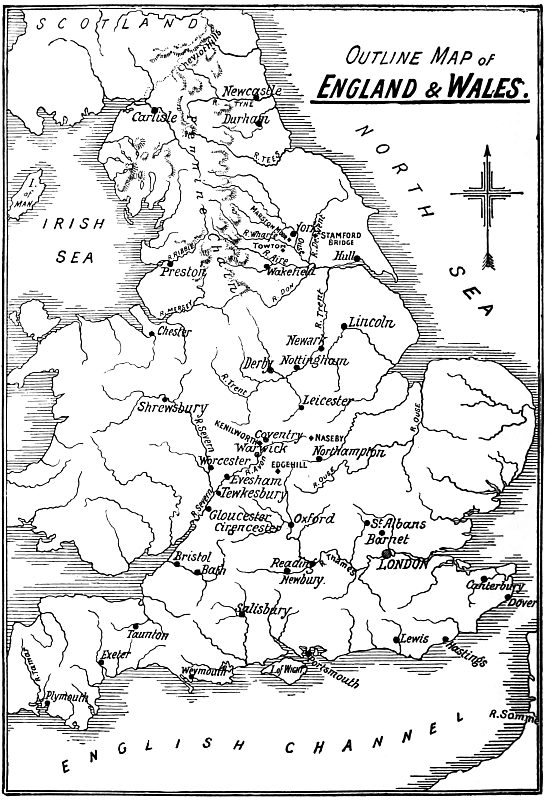 OUTLINE MAP of
ENGLAND & WALES.
SCOTLAND
Cheviot Hills
Newcastle
R. TYNE
Carlisle
Durham
Pennine Chain
R. TEES
NORTH SEA
I. of MAN
IRISH SEA
MARSTON MOOR
York
R. Wharfe
TOWTON
OUSE
R. Derwent
STAMFORD BRIDGE
R. Aire
Hull
R. RIBBLE
Preston
Wakefield
R. DON
R. MERSEY
R. Trent
Chester
Lincoln
Newark
Derby
Nottingham
R. Trent
Leicester
Shrewsbury
R. Severn
KENILWORTH
Coventry
NASEBY
R. OUSE
Warwick
Northampton
Worcester
R. Avon
EDGEHILL
Evesham
R. OUSE
Tewkesbury
R. Severn
Gloucester
Cirencester
Oxford
St. Albans
Barnet
Bristol
Bath
Reading
R. THAMES
LONDON
Newbury.
Canterbury
Dover
Salisbury
Taunton
Lewis
Hastings
Exeter
R. Tamar
Weymouth
I. of Wight
Portsmouth
Plymouth
R. Somme
ENGLISH CHANNEL